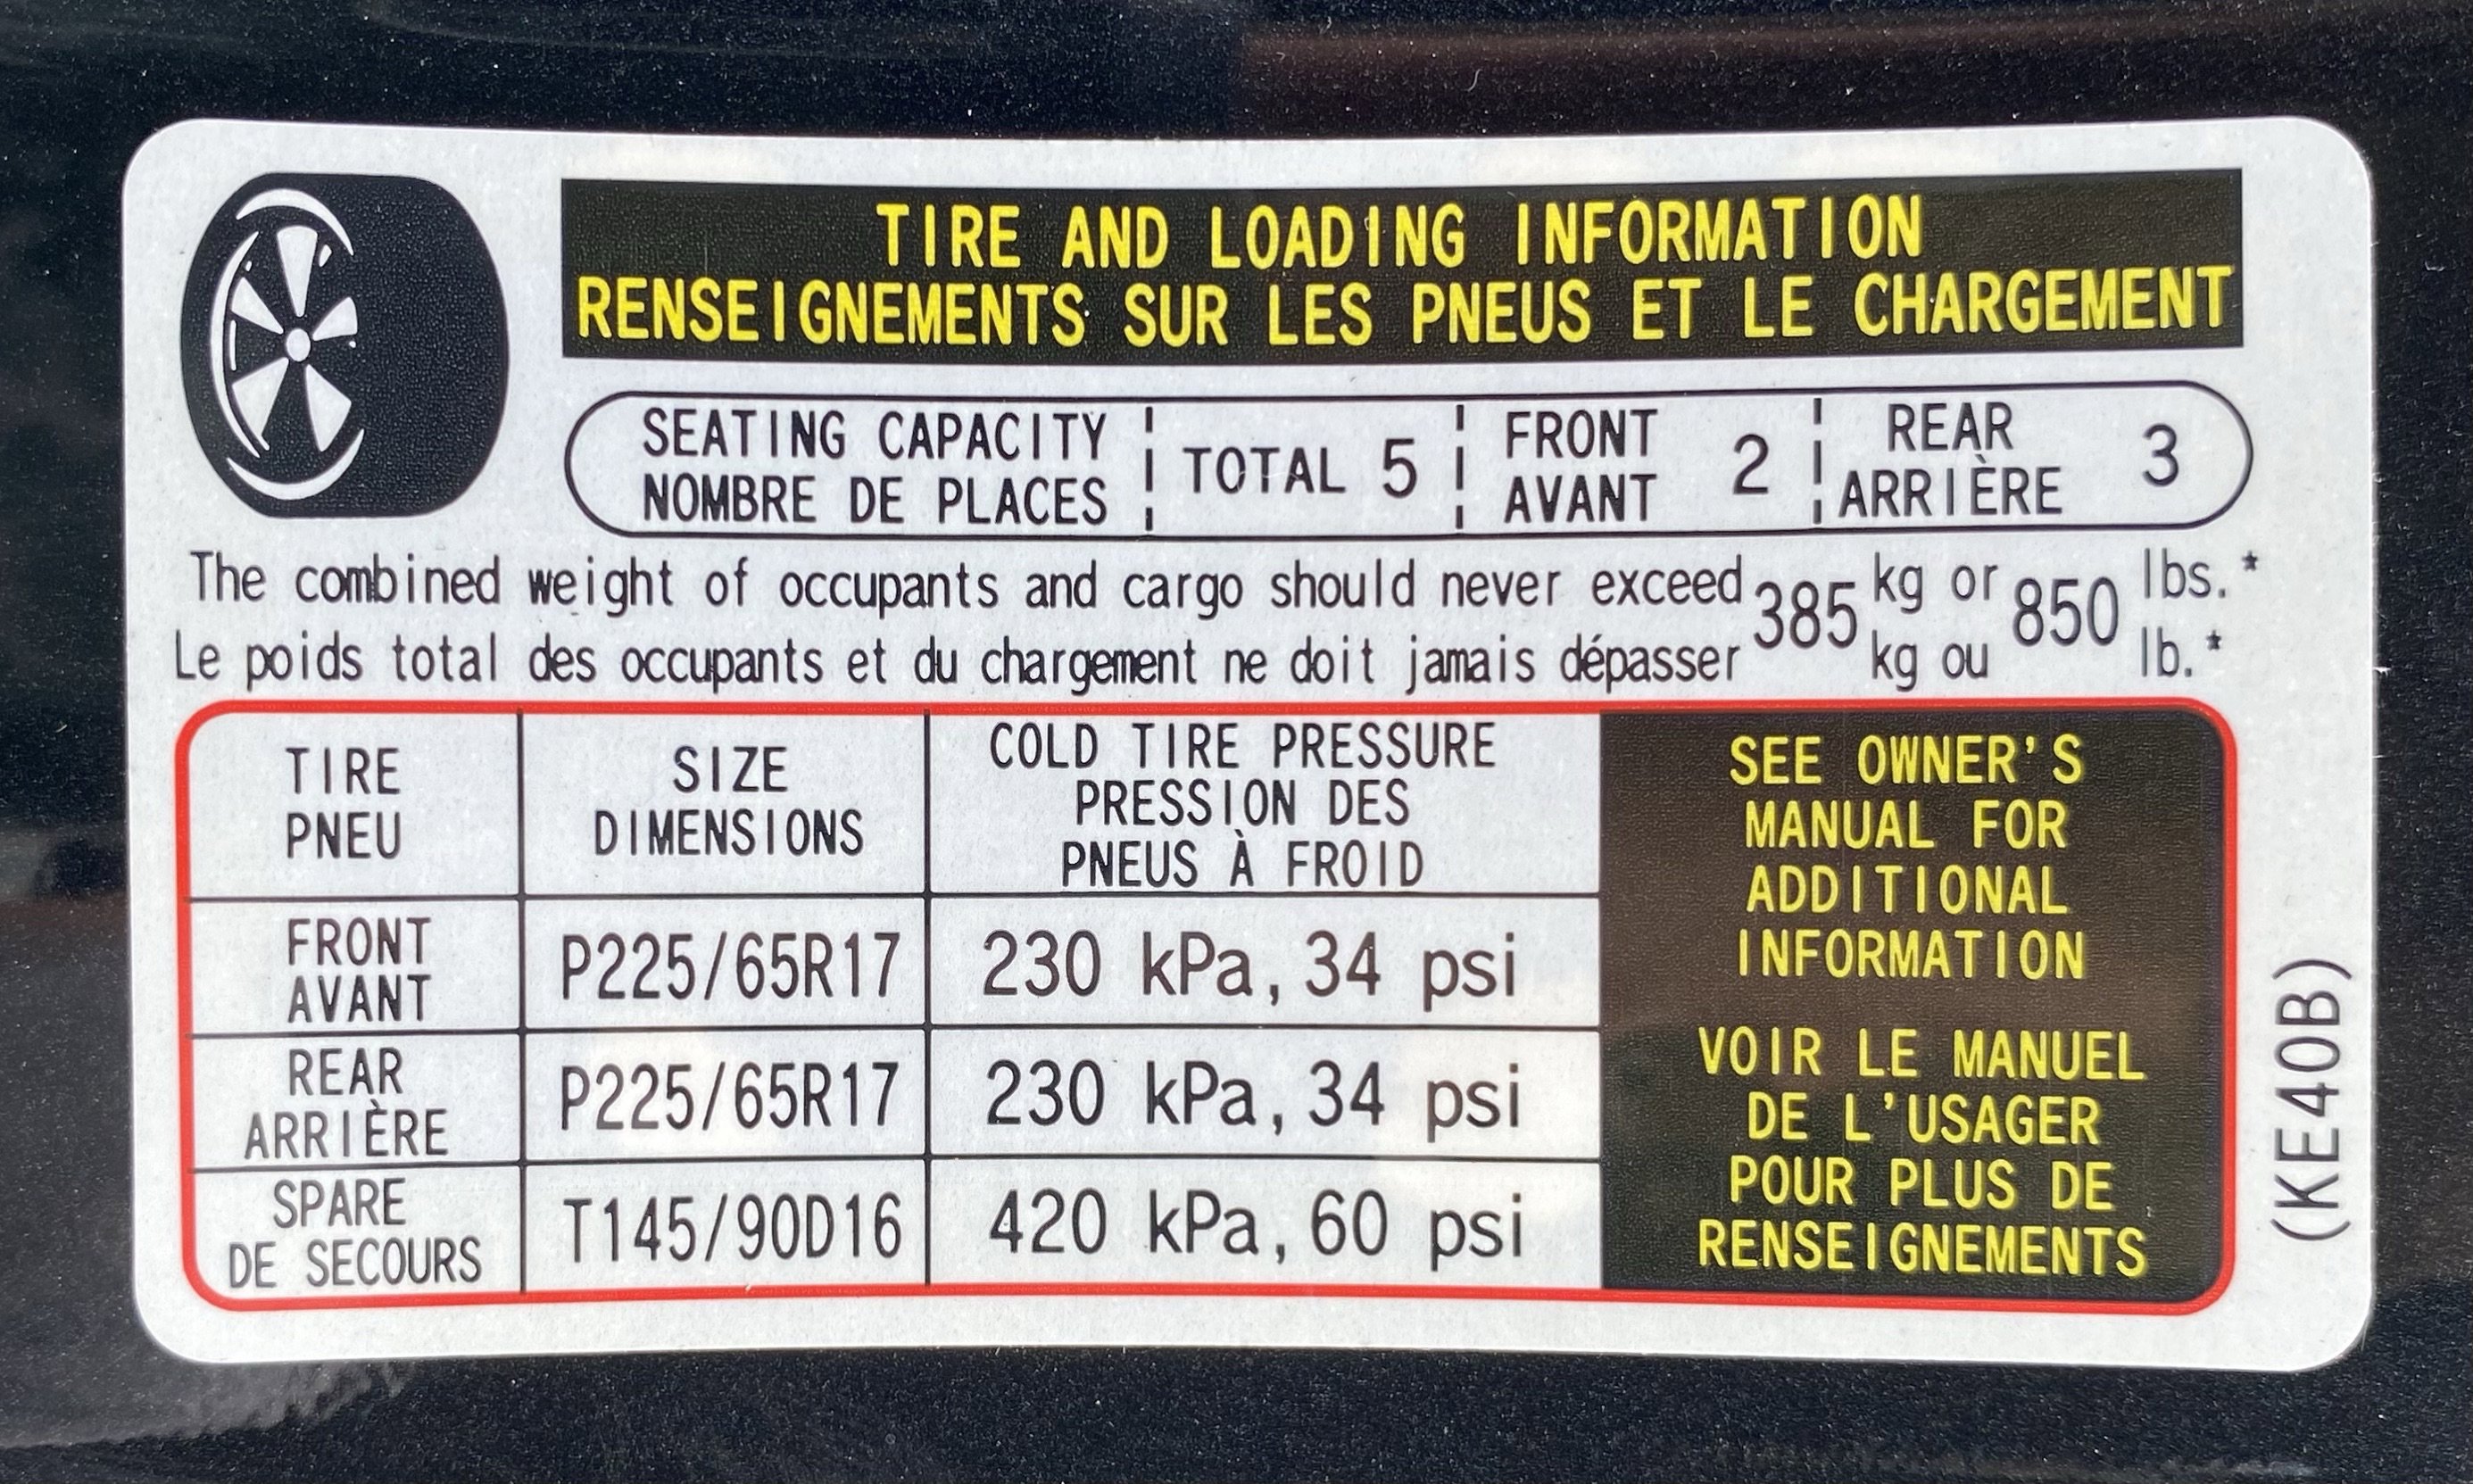 TIRE AND LOADING INFORMATION
RENSEIGNEMENTS SUR LES PNEUS ET LE CHARGEMENT
SEATING CAPACITY
NOMBRE DE PLACES
TOTAL 5
FRONT
AVANT
2
REAR
ARRIÈRE
3
The combined weight of occupants and cargo should never exceed 385 kg or 850 lbs.*
Le poids total des occupants et du chargement ne doit jamais dépasser kg ou lb.*
TIRE
PNEU
SIZE
DIMENSIONS
COLD TIRE PRESSURE
PRESSION DES
PNEUS À FROID
FRONT
AVANT
P225/65R17
230 kPa, 34 psi
REAR
ARRIÈRE
P225/65R17
230 kPa, 34 psi
SPARE
DE SECOURS
T145/90D16
420 kPa, 60 psi
SEE OWNER'S
MANUAL FOR
ADDITIONAL
INFORMATION
VOIR LE MANUEL
DE L'USAGER
POUR PLUS DE
RENSEIGNEMENTS
(KE40B)